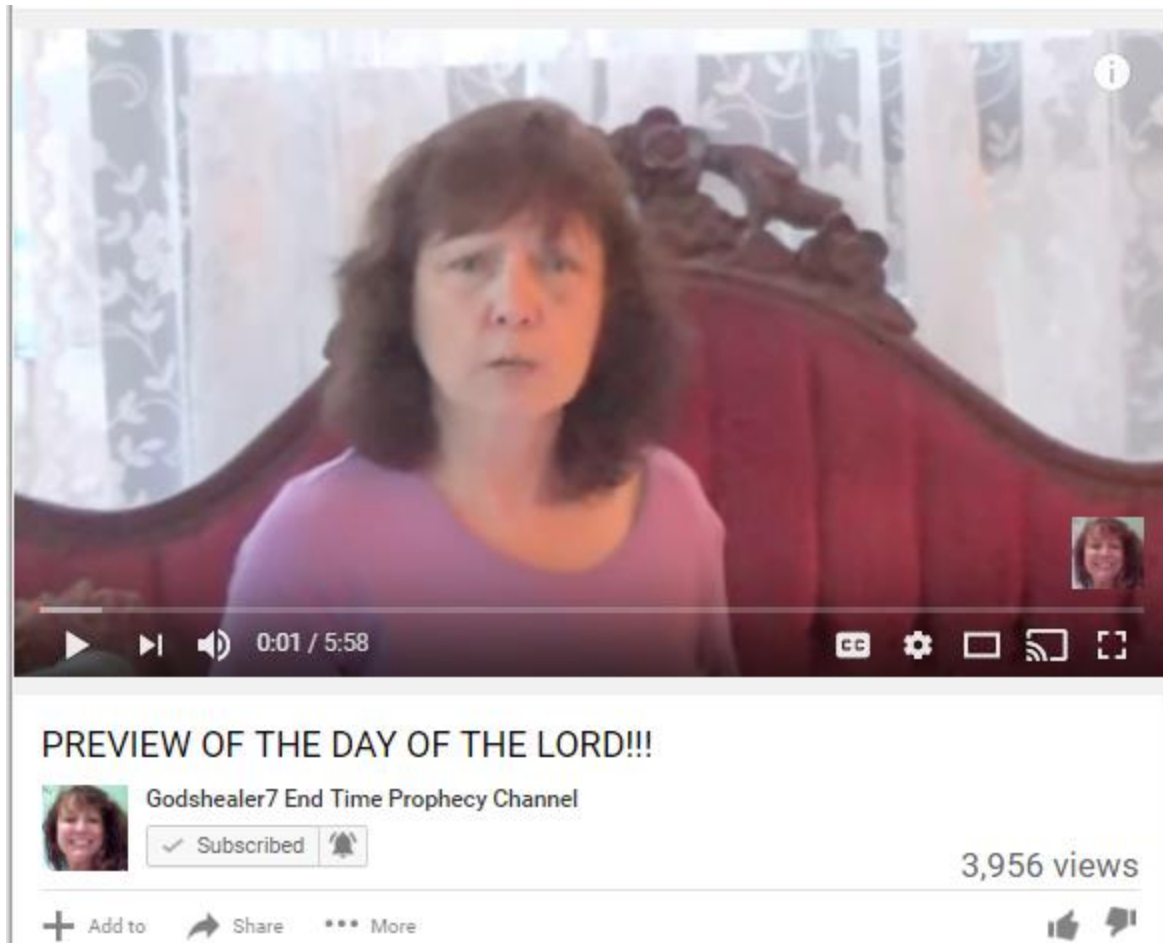 i
0:01 / 5:58
CC
PREVIEW OF THE DAY OF THE LORD!!!
Godshealer7 End Time Prophecy Channel
Subscribed
3,956 views
Add to Share More